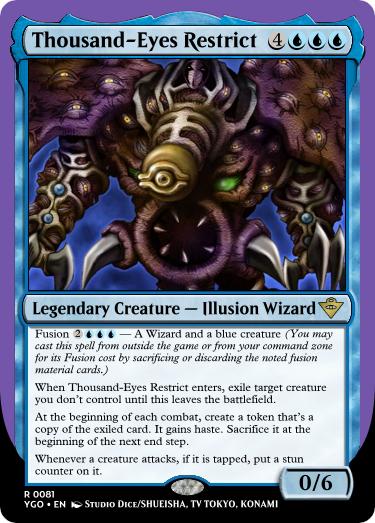 Thousand-Eyes Restrict 4
Legendary Creature — Illusion Wizard
Fusion 2 — A Wizard and a blue creature (You may
cast this spell from outside the game or from your command
zone for its Fusion cost by sacrificing or discarding the noted fusion
material cards.)
When Thousand-Eyes Restrict enters, exile target creature
you don't control until this leaves the battlefield.
At the beginning of each combat, create a token that's a
copy of the exiled card. It gains haste. Sacrifice it at the
beginning of the next end step.
Whenever a creature attacks, if it is tapped, put a stun
counter on it.
0/6
R 0081
YGO • EN Studio Dice/SHUEISHA, TV TOKYO, KONAMI